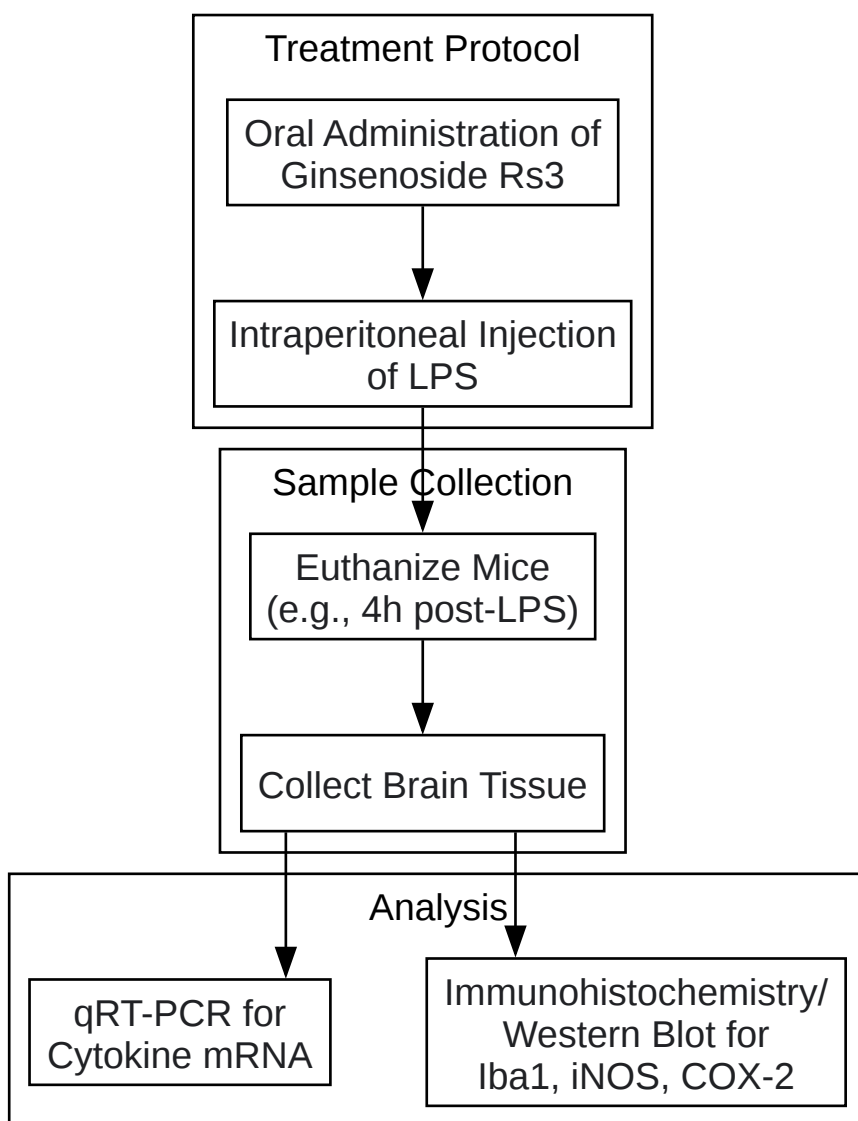 Treatment Protocol
Oral Administration of
Ginsenoside Rs3
Intraperitoneal Injection
of LPS
Sample Collection
Euthanize Mice
(e.g., 4h post-LPS)
Collect Brain Tissue
Analysis
qRT-PCR for
Cytokine mRNA
Immunohistochemistry/
Western Blot for
Iba1, iNOS, COX-2